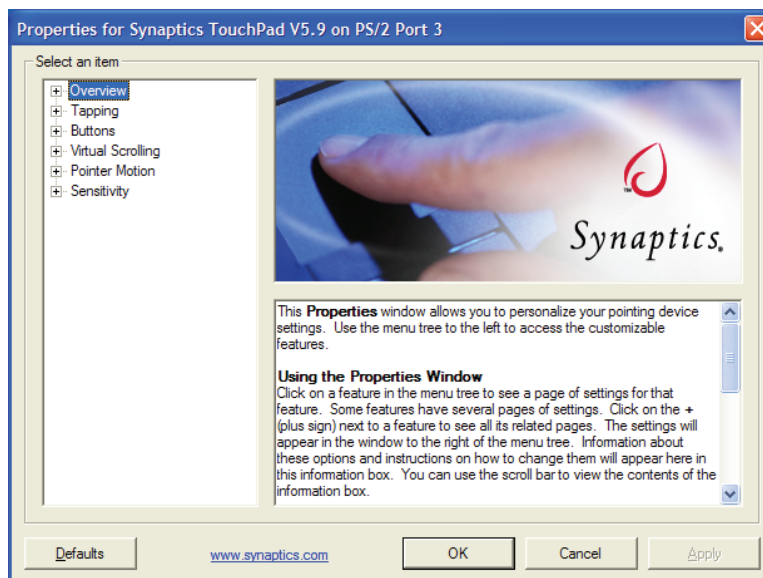 Properties for Synaptics TouchPad V5.9 on PS/2 Port 3
Select an item
Overview
Tapping
Buttons
Virtual Scrolling
Pointer Motion
Sensitivity
TM
Synaptics®
This Properties window allows you to personalize your pointing device
settings. Use the menu tree to the left to access the customizable
features.
Using the Properties Window
Click on a feature in the menu tree to see a page of settings for that
feature. Some features have several pages of settings. Click on the +
(plus sign) next to a feature to see all its related pages. The settings will
appear in the window to the right of the menu tree. Information about
these options and instructions on how to change them will appear here in
this information box. You can use the scroll bar to view the contents of the
information box.
Defaults
www.synaptics.com
OK
Cancel
Apply